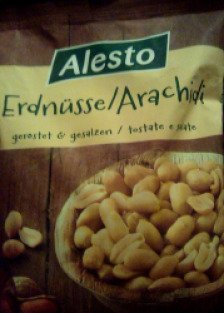 Alesto
Erdnüsse/Arachidi
geröstet & gesalzen / tostate e salate